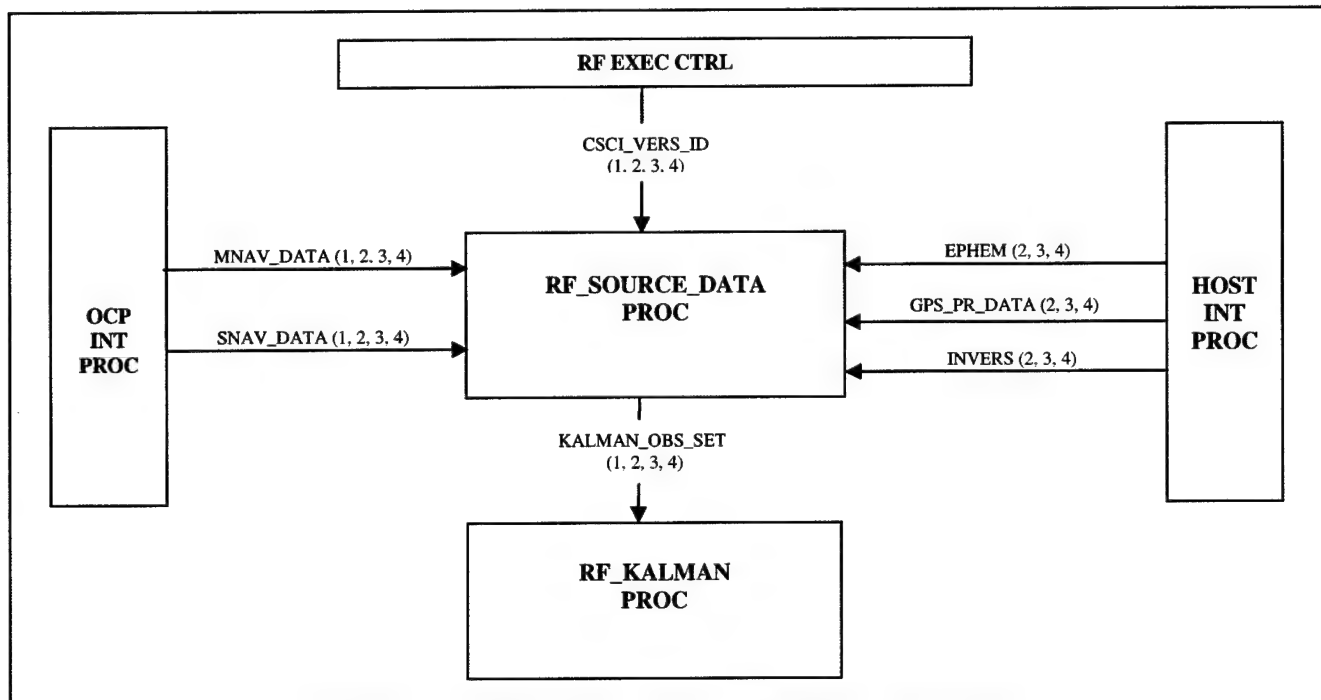 RF EXEC CTRL
CSCI_VERS_ID
(1, 2, 3, 4)
MNAV_DATA (1, 2, 3, 4)
SNAV_DATA (1, 2, 3, 4)
OCP
INT
PROC
RF_SOURCE_DATA
PROC
EPHEM (2, 3, 4)
GPS_PR_DATA (2, 3, 4)
INVERS (2, 3, 4)
HOST
INT
PROC
KALMAN_OBS_SET
(1, 2, 3, 4)
RF_KALMAN
PROC